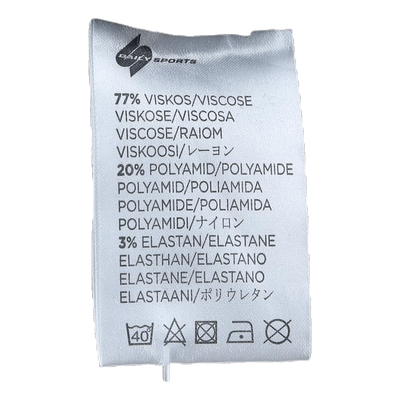 DAILY SPORTS
77% VISKOS/VISCOSE
VISKOSE/VISCOSA
VISCOSE/RAIOM
VISKOOSI/レーヨン
20% POLYAMID/POLYAMIDE
POLYAMID/POLIAMIDA
POLYAMIDE/POLIAMIDA
POLYAMIDI/ナイロン
3% ELASTAN/ELASTANE
ELASTHAN/ELASTANO
ELASTANE/ELASTANO
ELASTAANI/ポリウレタン
40